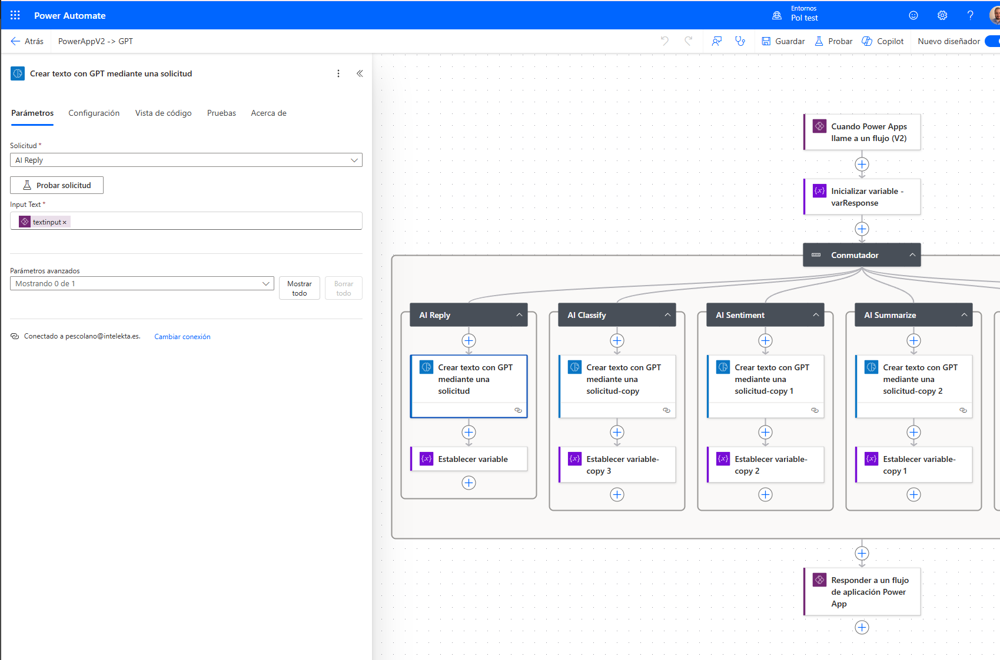 Power Automate
Entornos
Pol test
Atrás
PowerAppV2 -> GPT
Guardar
Probar
Copilot
Nuevo diseñador
Crear texto con GPT mediante una solicitud
Parámetros
Configuración
Vista de código
Pruebas
Acerca de
Solicitud *
AI Reply
Probar solicitud
Input Text *
textinput ×
Parámetros avanzados
Mostrando 0 de 1
Mostrar
todo
Borrar
todo
Conectado a pescolano@intelekta.es.
Cambiar conexión
Cuando Power Apps
llame a un flujo (V2)
{x}
Inicializar variable -
varResponse
Conmutador
AI Reply
AI Classify
AI Sentiment
AI Summarize
Crear texto con GPT
mediante una
solicitud
Crear texto con GPT
mediante una
solicitud-copy
Crear texto con GPT
mediante una
solicitud-copy 1
Crear texto con GPT
mediante una
solicitud-copy 2
{x}
Establecer variable
{x}
Establecer variable-
copy 3
{x}
Establecer variable-
copy 2
{x}
Establecer variable-
copy 1
Responder a un flujo
de aplicación Power
App